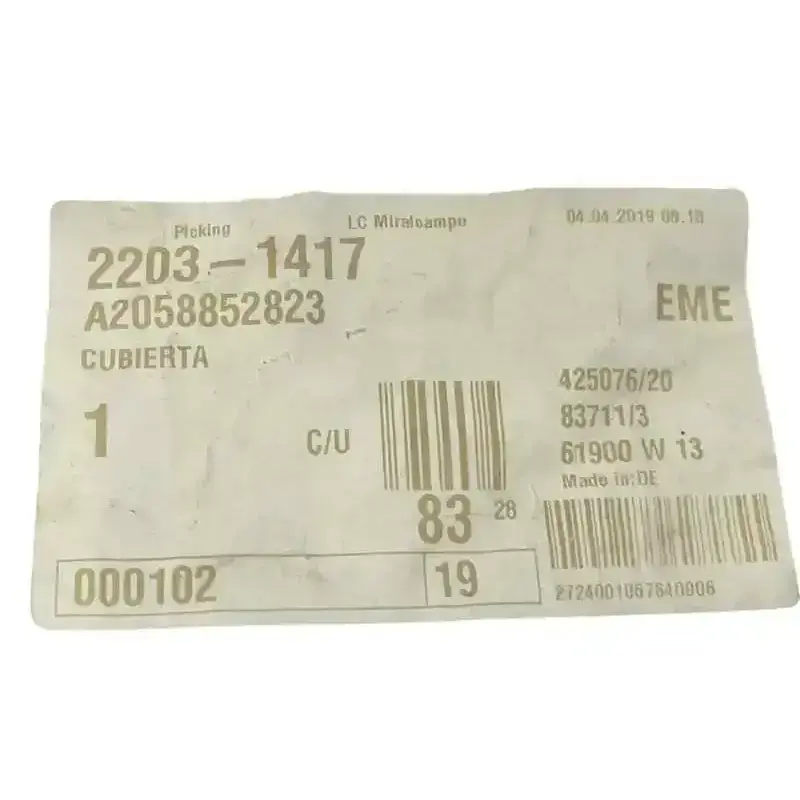 Picking LC Miralcampo 04.04.2019 08.18
2203-1417
A2058852823 EME
CUBIERTA
1 C/U
425076/20
83711/3
61900 W 13
Made in:DE
83 28
000102 19
2724001067640906